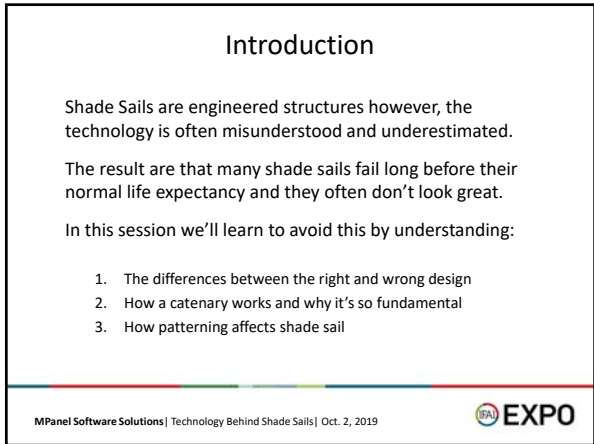 Introduction
Shade Sails are engineered structures however, the
technology is often misunderstood and underestimated.
The result are that many shade sails fail long before their
normal life expectancy and they often don't look great.
In this session we'll learn to avoid this by understanding:
1. The differences between the right and wrong design
2. How a catenary works and why it's so fundamental
3. How patterning affects shade sail
MPanel Software Solutions| Technology Behind Shade Sails| Oct. 2, 2019
IFAI EXPO